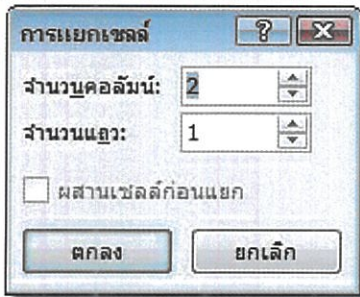 การแยกเซลล์
จำนวนคอลัมน์: 2
จำนวนแถว: 1
ผสานเซลล์ก่อนแยก
ตกลง ยกเลิก